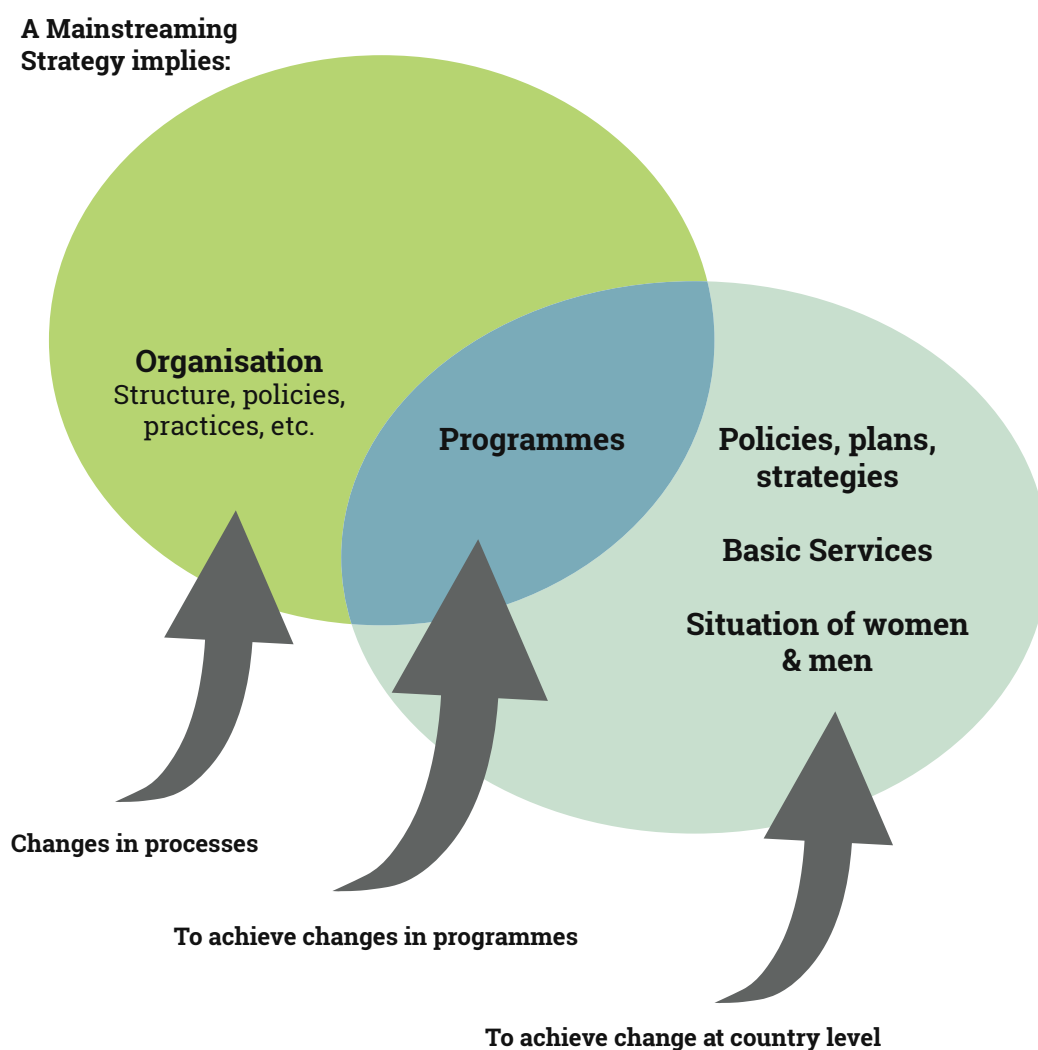 A Mainstreaming
Strategy implies:
Organisation
Structure, policies,
practices, etc.
Programmes
Policies, plans,
strategies
Basic Services
Situation of women
& men
Changes in processes
To achieve changes in programmes
To achieve change at country level